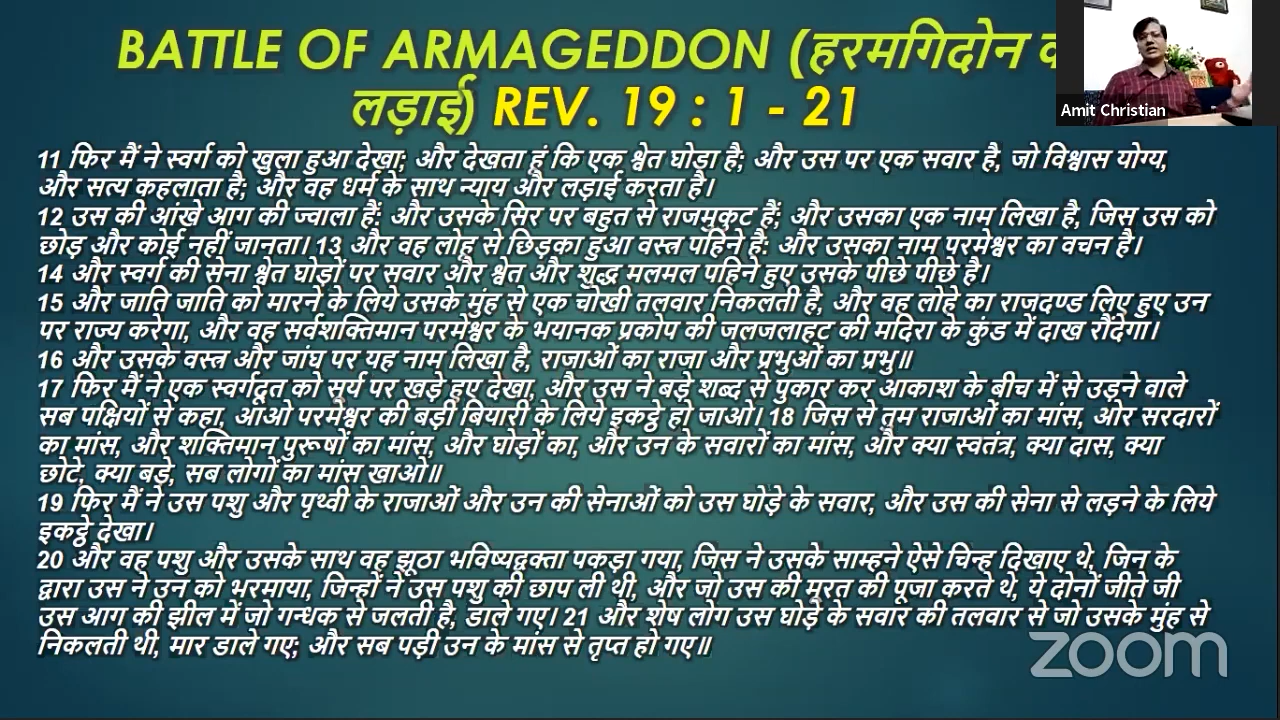 BATTLE OF ARMAGEDDON (हरमगिदोन
लड़ाई) REV. 19 : 1 - 21
Amit Christian
11 फिर मैं ने स्वर्ग को खुला हुआ देखा; और देखता हूं कि एक श्वेत घोड़ा है; और उस पर एक सवार है, जो विश्वास योग्य,
और सत्य कहलाता है; और वह धर्म के साथ न्याय और लड़ाई करता है।
12 उस की आंखे आग की ज्वाला हैं: और उसके सिर पर बहुत से राजमुकुट हैं; और उसका एक नाम लिखा है, जिस उस को
छोड़ और कोई नहीं जानता। 13 और वह लोहू से छिड़का हुआ वस्त्र पहिने है: और उसका नाम परमेश्वर का वचन है।
14 और स्वर्ग की सेना श्वेत घोड़ों पर सवार और श्वेत और शुद्ध मलमल पहिने हुए उसके पीछे पीछे है।
15 और जाति जाति को मारने के लिये उसके मुंह से एक चोखी तलवार निकलती है, और वह लोहे का राजदण्ड लिए हुए उन
पर राज्य करेगा, और वह सर्वशक्तिमान परमेश्वर के भयानक प्रकोप की जलजलाहट की मदिरा के कुंड में दाख रौंदेगा।
16 और उसके वस्त्र और जांघ पर यह नाम लिखा है, राजाओं का राजा और प्रभुओं का प्रभु॥
17 फिर मैं ने एक स्वर्गदूत को सूर्य पर खड़े हुए देखा, और उस ने बड़े शब्द से पुकार कर आकाश के बीच में से उड़ने वाले
सब पक्षियों से कहा, आओ परमेश्वर की बड़ी बियारी के लिये इकट्ठे हो जाओ। 18 जिस से तुम राजाओं का मांस, ओर सरदारों
का मांस, और शक्तिमान पुरूषों का मांस, और घोड़ों का, और उन के सवारों का मांस, और क्या स्वतंत्र, क्या दास, क्या
छोटे, क्या बड़े, सब लोगों का मांस खाओ॥
19 फिर मैं ने उस पशु और पृथ्वी के राजाओं और उन की सेनाओं को उस घोड़े के सवार, और उस की सेना से लड़ने के लिये
इकट्ठे देखा।
20 और वह पशु और उसके साथ वह झूठा भविष्यद्वक्ता पकड़ा गया, जिस ने उसके साम्हने ऐसे चिन्ह दिखाए थे, जिन के
द्वारा उस ने उन को भरमाया, जिन्हों ने उस पशु की छाप ली थी, और जो उस की मूरत की पूजा करते थे, ये दोनों जीते जी
उस आग की झील में जो गन्धक से जलती है, डाले गए। 21 और शेष लोग उस घोड़े के सवार की तलवार से जो उसके मुंह से
निकलती थी, मार डाले गए; और सब पड़ी उन के मांस से तृप्त हो गए॥
zoom